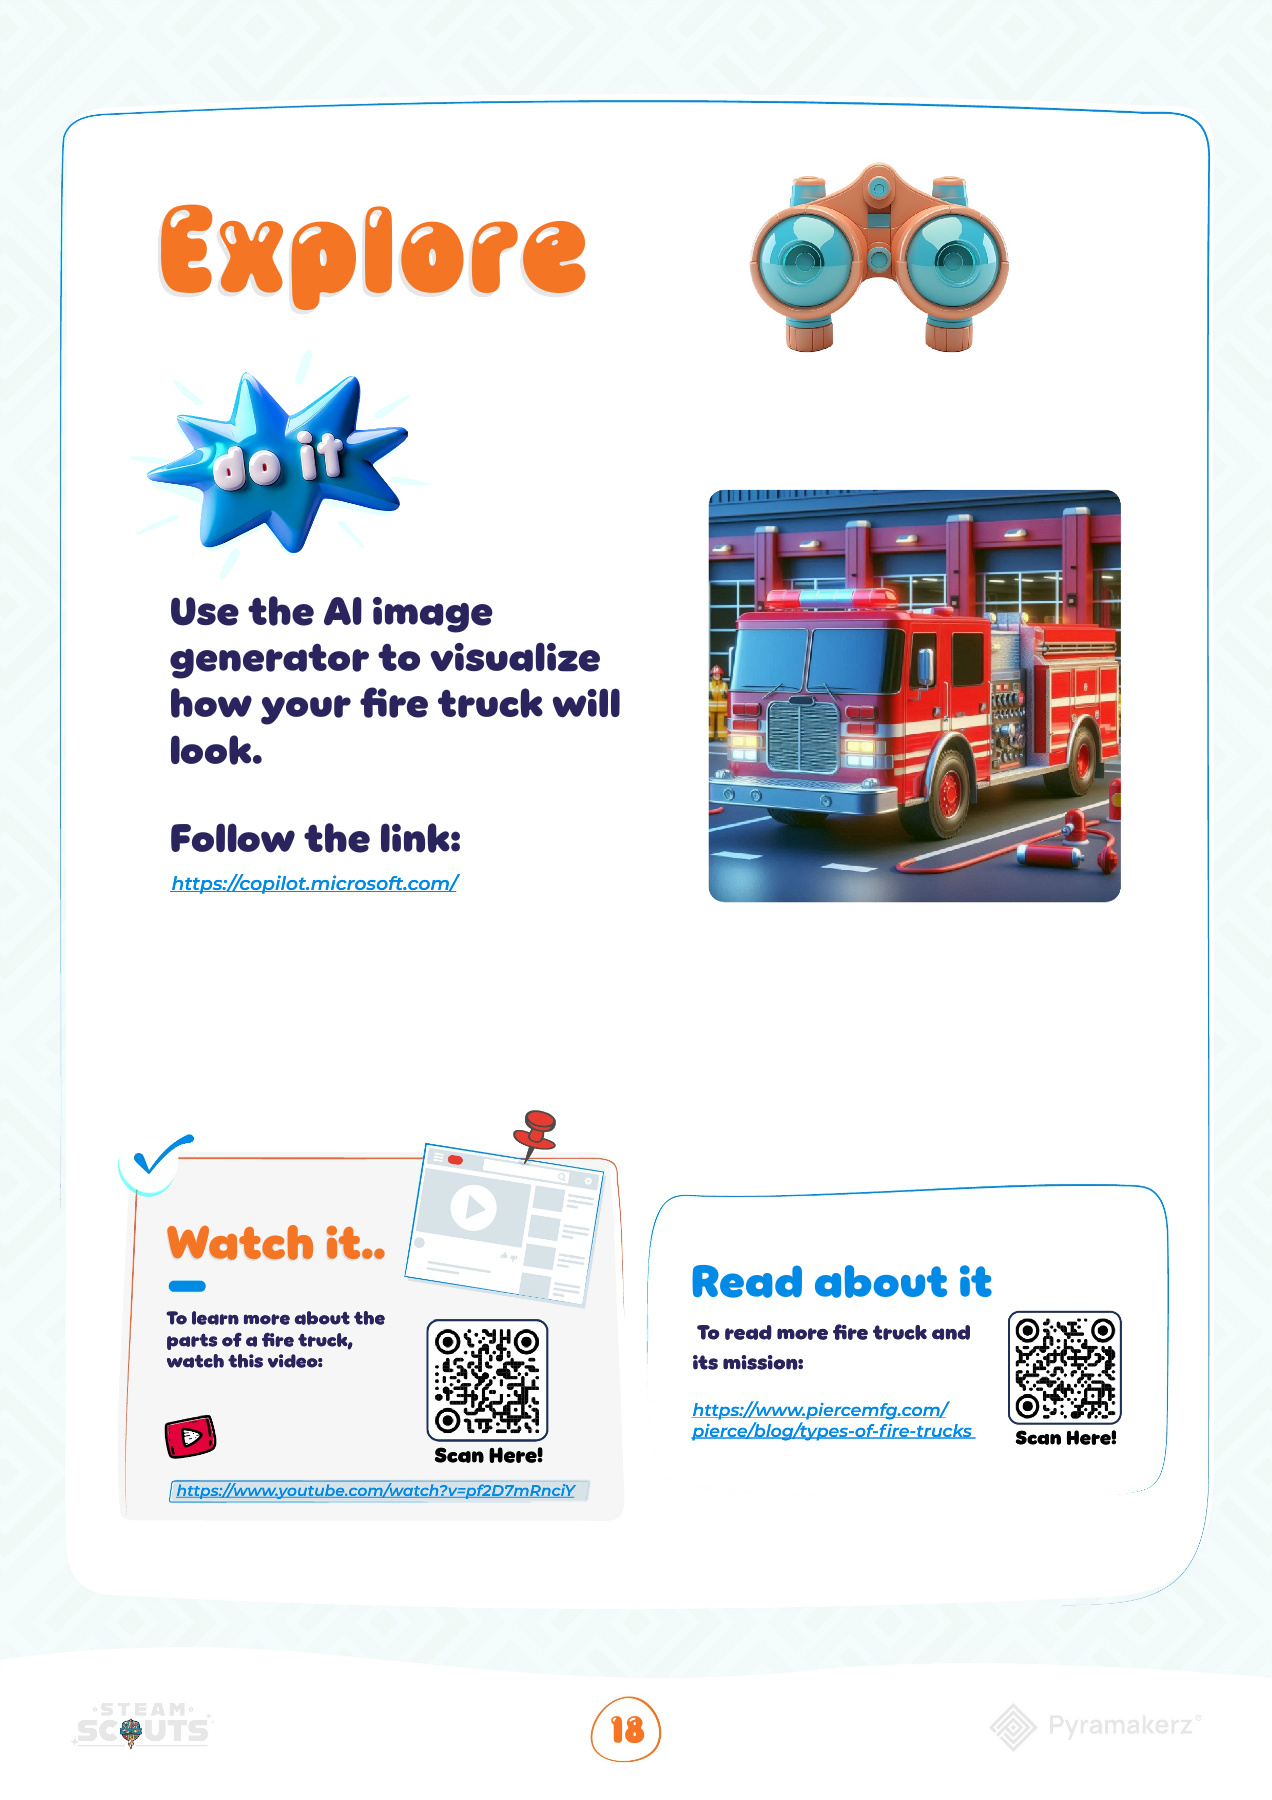 Explore
do it
Use the AI image
generator to visualize
how your fire truck will
look.
Follow the link:
https://copilot.microsoft.com/
Watch it..
To learn more about the
parts of a fire truck,
watch this video:
Scan Here!
https://www.youtube.com/watch?v=pf2D7mRnciY
Read about it
To read more fire truck and
its mission:
https://www.piercemfg.com/
pierce/blog/types-of-fire-trucks
Scan Here!
STEAM
SCOUTS
18
Pyramakerz